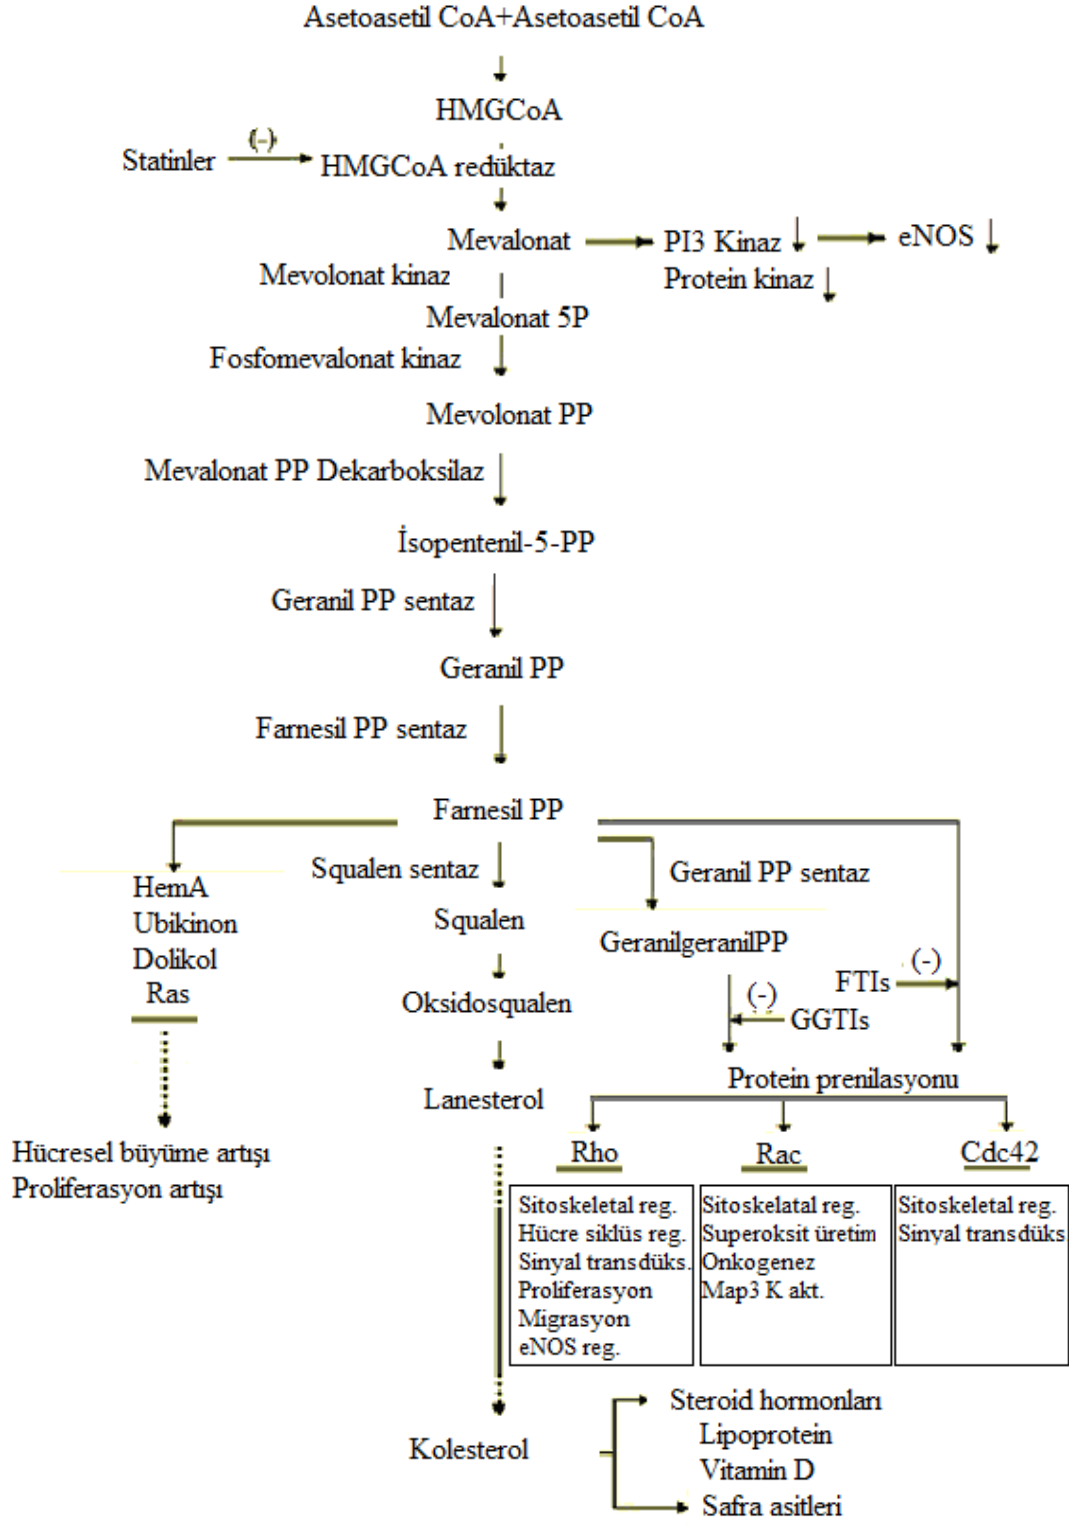 Asetoasetil CoA+Asetoasetil CoA
HMGCoA
(-)
Statinler
HMGCoA redüktaz
Mevalonat
PI3 Kinaz
eNOS
Protein kinaz
Mevolonat kinaz
Mevalonat 5P
Fosfomevalonat kinaz
Mevolonat PP
Mevalonat PP Dekarboksilaz
İsopentenil-5-PP
Geranil PP sentaz
Geranil PP
Farnesil PP sentaz
Farnesil PP
Squalen sentaz
Geranil PP sentaz
HemA
Ubikinon
Dolikol
Ras
Squalen
GeranilgeranilPP
(-)
FTIs
(-)
GGTIs
Oksidosqualen
Protein prenilasyonu
Lanesterol
Hücresel büyüme artışı
Proliferasyon artışı
Rho
Rac
Cdc42
Sitoskeletal reg.
Hücre siklüs reg.
Sinyal transdüks.
Proliferasyon
Migrasyon
eNOS reg.
Sitoskelatal reg.
Superoksit üretim
Onkogenez
Map3 K akt.
Sitoskeletal reg.
Sinyal transdüks
Kolesterol
Steroid hormonları
Lipoprotein
Vitamin D
Safra asitleri